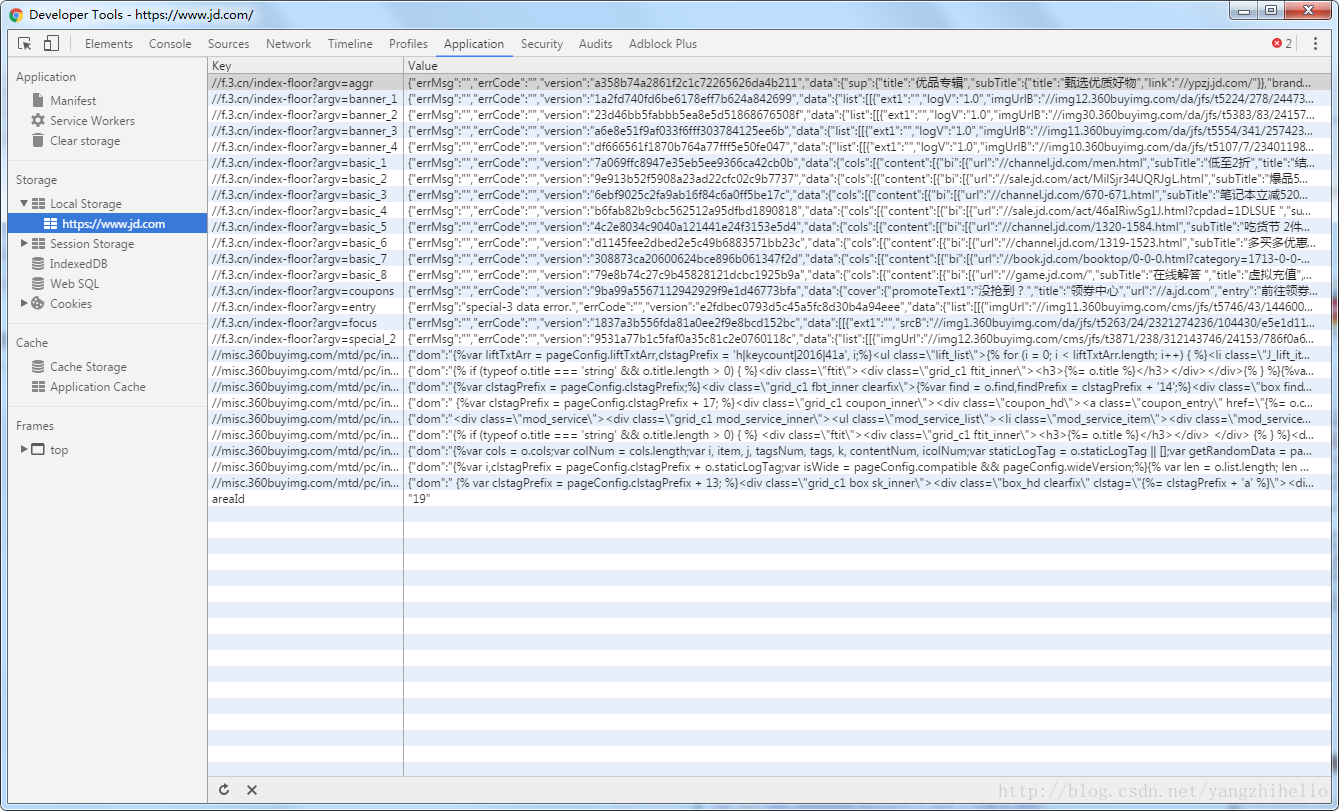 Developer Tools - https://www.jd.com/
Elements Console Sources Network Timeline Profiles Application Security Audits Adblock Plus 2
Application
Manifest
Service Workers
Clear storage
Storage
Local Storage
https://www.jd.com
Session Storage
IndexedDB
Web SQL
Cookies
Cache
Cache Storage
Application Cache
Frames
top
Key Value
//f.3.cn/index-floor?argv=aggr {"errMsg":"","errCode":"","version":"a358b74a2861f2c1c72265626da4b211","data":{"sup":{"title":"优品专辑","subTitle":{"title":"甄选优质好物","link":"//ypzj.jd.com/"}},"brand...
//f.3.cn/index-floor?argv=banner_1 {"errMsg":"","errCode":"","version":"1a2fd740fd6be6178eff7b624a842699","data":{"list":[[{"ext1":"","logV":"1.0","imgUrlB":"//img12.360buyimg.com/da/jfs/t5224/278/24473...
//f.3.cn/index-floor?argv=banner_2 {"errMsg":"","errCode":"","version":"23d46bb5fabbb5ea8e5d51868676508f","data":{"list":[[{"ext1":"","logV":"1.0","imgUrlB":"//img30.360buyimg.com/da/jfs/t5383/83/24157...
//f.3.cn/index-floor?argv=banner_3 {"errMsg":"","errCode":"","version":"a6e8e51f9af033f6fff303784125ee6b","data":{"list":[[{"ext1":"","logV":"1.0","imgUrlB":"//img11.360buyimg.com/da/jfs/t5554/341/257423...
//f.3.cn/index-floor?argv=banner_4 {"errMsg":"","errCode":"","version":"df666561f1870b764a77fff5e50fe047","data":{"list":[[{"ext1":"","logV":"1.0","imgUrlB":"//img10.360buyimg.com/da/jfs/t5107/7/23401198...
//f.3.cn/index-floor?argv=basic_1 {"errMsg":"","errCode":"","version":"7a069ffc8947e35eb5ee9366ca42cb0b","data":{"cols":[{"content":[{"bi":[{"url":"//channel.jd.com/men.html","subTitle":"低至2折","title":"结...
//f.3.cn/index-floor?argv=basic_2 {"errMsg":"","errCode":"","version":"9e913b52f5908a23ad22cfc02c9b7737","data":{"cols":[{"content":[{"bi":[{"url":"//sale.jd.com/act/MiISjr34UQRJgL.html","subTitle":"爆品5...
//f.3.cn/index-floor?argv=basic_3 {"errMsg":"","errCode":"","version":"6ebf9025c2fa9ab16f84c6a0ff5be17c","data":{"cols":[{"content":[{"bi":[{"url":"//channel.jd.com/670-671.html","subTitle":"笔记本立减520...
//f.3.cn/index-floor?argv=basic_4 {"errMsg":"","errCode":"","version":"b6fab82b9cbc562512a95dfbd1890818","data":{"cols":[{"content":[{"bi":[{"url":"//sale.jd.com/act/46aIRiwSg1J.html?cpdad=1DLSUE ","su...
//f.3.cn/index-floor?argv=basic_5 {"errMsg":"","errCode":"","version":"4c2e8034c9040a121441e24f3153e5d4","data":{"cols":[{"content":[{"bi":[{"url":"//channel.jd.com/1320-1584.html","subTitle":"吃货节 2件...
//f.3.cn/index-floor?argv=basic_6 {"errMsg":"","errCode":"","version":"d1145fee2dbed2e5c49b6883571bb23c","data":{"cols":[{"content":[{"bi":[{"url":"//channel.jd.com/1319-1523.html","subTitle":"多买多优惠...
//f.3.cn/index-floor?argv=basic_7 {"errMsg":"","errCode":"","version":"308873ca20600624bce896b061347f2d","data":{"cols":[{"content":[{"bi":[{"url":"//book.jd.com/booktop/0-0-0.html?category=1713-0-0-...
//f.3.cn/index-floor?argv=basic_8 {"errMsg":"","errCode":"","version":"79e8b74c27c9b45828121dcbc1925b9a","data":{"cols":[{"content":[{"bi":[{"url":"//game.jd.com/","subTitle":"在线解答 ","title":"虚拟充值",...
//f.3.cn/index-floor?argv=coupons {"errMsg":"","errCode":"","version":"9ba99a5567112942929f9e1d46773bfa","data":{"cover":{"promoteText1":"没抢到？","title":"领券中心","url":"//a.jd.com","entry":"前往领券...
//f.3.cn/index-floor?argv=entry {"errMsg":"special-3 data error.","errCode":"","version":"e2fdbec0793d5c45a5fc8d30b4a94eee","data":{"list":[[{"imgUrl":"//img11.360buyimg.com/cms/jfs/t5746/43/144600...
//f.3.cn/index-floor?argv=focus {"errMsg":"","errCode":"","version":"1837a3b556fda81a0ee2f9e8bcd152bc","data":[[{"ext1":"","srcB":"//img1.360buyimg.com/da/jfs/t5263/24/2321274236/104430/e5e1d11...
//f.3.cn/index-floor?argv=special_2 {"errMsg":"","errCode":"","version":"9531a77b1c5faf0a35c81c2e0760118c","data":{"list":[[{"imgUrl":"//img12.360buyimg.com/cms/jfs/t3871/238/312143746/24153/786f0a6...
//misc.360buyimg.com/mtd/pc/in... {"dom":"{%var liftTxtArr = pageConfig.liftTxtArr,clstagPrefix = 'h|keycount|2016|41a', i;%}<ul class=\"lift_list\">{% for (i = 0; i < liftTxtArr.length; i++) { %}<li class=\"J_lift_it...
//misc.360buyimg.com/mtd/pc/in... {"dom":"{% if (typeof o.title === 'string' && o.title.length > 0) { %}<div class=\"ftit\"><div class=\"grid_c1 ftit_inner\"><h3>{%= o.title %}</h3></div></div>{% } %}{%va...
//misc.360buyimg.com/mtd/pc/in... {"dom":"{%var clstagPrefix = pageConfig.clstagPrefix;%}<div class=\"grid_c1 fbt_inner clearfix\">{%var find = o.find,findPrefix = clstagPrefix + '14';%}<div class=\"box find...
//misc.360buyimg.com/mtd/pc/in... {"dom":" {%var clstagPrefix = pageConfig.clstagPrefix + 17; %}<div class=\"grid_c1 coupon_inner\"><div class=\"coupon_hd\"><a class=\"coupon_entry\" href=\"{%= o.c...
//misc.360buyimg.com/mtd/pc/in... {"dom":"<div class=\"mod_service\"><div class=\"grid_c1 mod_service_inner\"><ul class=\"mod_service_list\"><li class=\"mod_service_item\"><div class=\"mod_service...
//misc.360buyimg.com/mtd/pc/in... {"dom":"{% if (typeof o.title === 'string' && o.title.length > 0) { %} <div class=\"ftit\"><div class=\"grid_c1 ftit_inner\"><h3>{%= o.title %}</h3></div> </div> {% } %}<d...
//misc.360buyimg.com/mtd/pc/in... {"dom":"{%var cols = o.cols;var colNum = cols.length;var i, item, j, tagsNum, tags, k, contentNum, icolNum;var staticLogTag = o.staticLogTag || [];var getRandomData = pa...
//misc.360buyimg.com/mtd/pc/in... {"dom":"{%var i,clstagPrefix = pageConfig.clstagPrefix + o.staticLogTag;var isWide = pageConfig.compatible && pageConfig.wideVersion;%}{% var len = o.list.length; len ...
//misc.360buyimg.com/mtd/pc/in... {"dom":" {% var clstagPrefix = pageConfig.clstagPrefix + 13; %}<div class=\"grid_c1 box sk_inner\"><div class=\"box_hd clearfix\" clstag=\"{%= clstagPrefix + 'a' %}\"><di...
areaId "19"
http://blog.csdn.net/yangzhihello